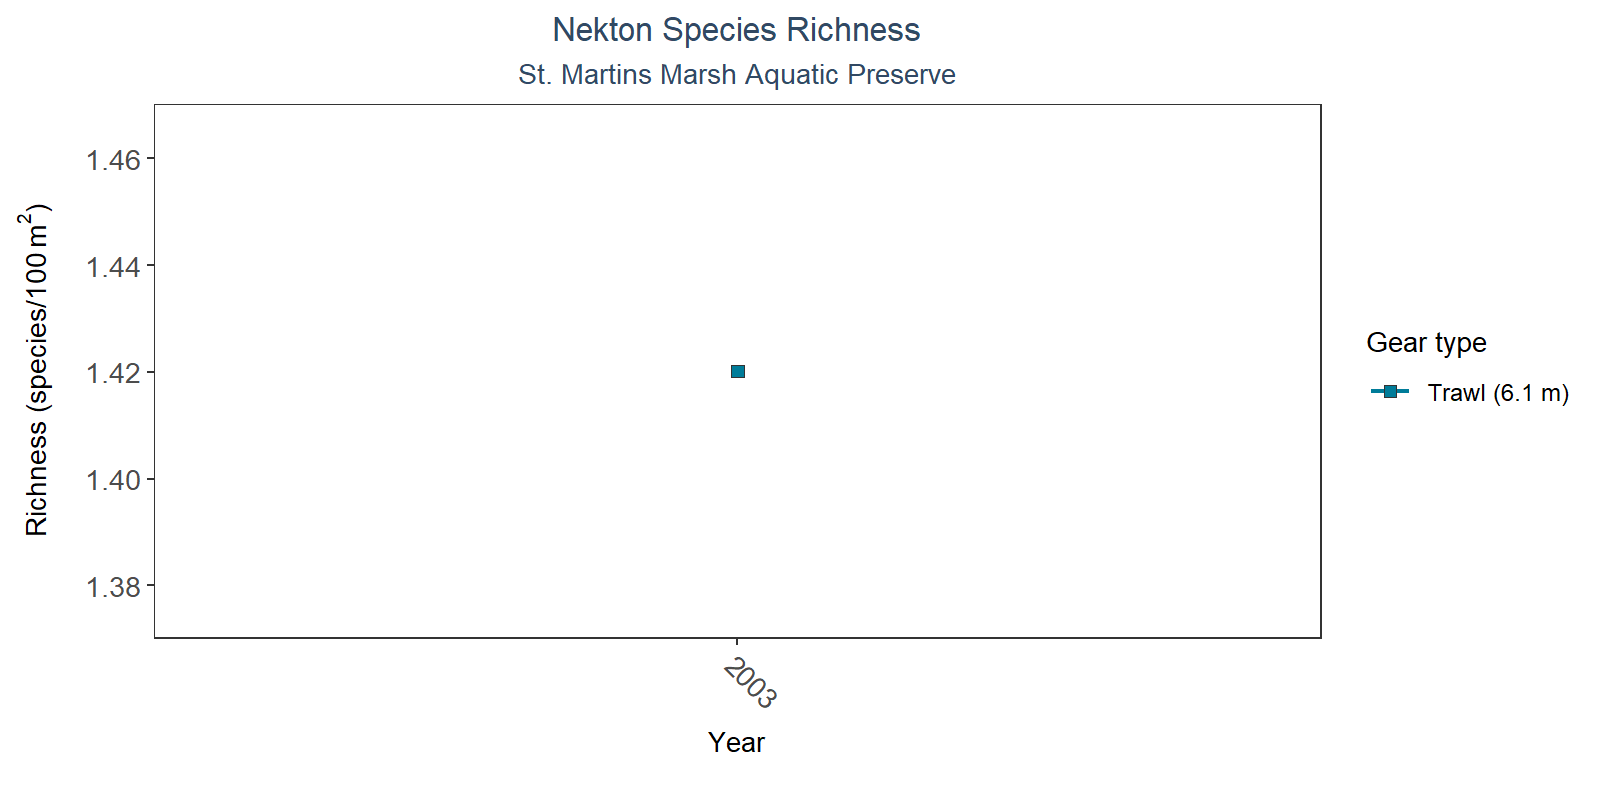 Nekton Species Richness
St. Martins Marsh Aquatic Preserve
Richness (species/100 m²)
1.46
1.44
1.42
1.40
1.38
2003
Year
Gear type
Trawl (6.1 m)